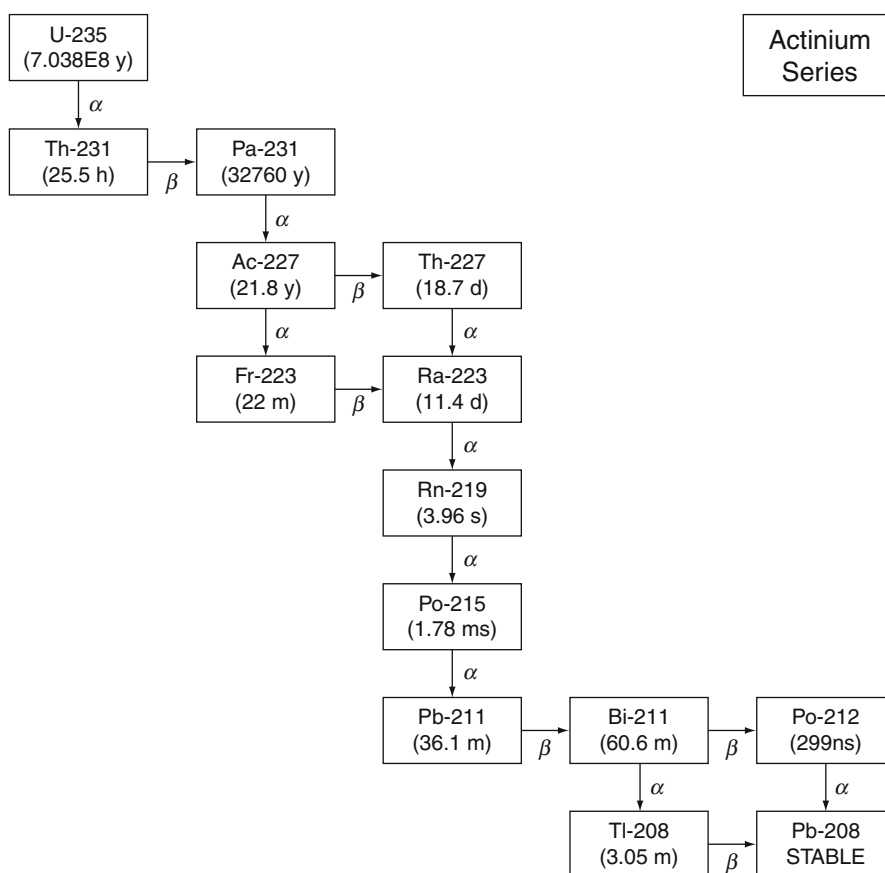 U-235
(7.038E8 y)
Actinium
Series
α
Th-231
(25.5 h)
β
Pa-231
(32760 y)
α
Ac-227
(21.8 y)
β
Th-227
(18.7 d)
α
α
Fr-223
(22 m)
β
Ra-223
(11.4 d)
α
Rn-219
(3.96 s)
α
Po-215
(1.78 ms)
α
Pb-211
(36.1 m)
β
Bi-211
(60.6 m)
β
Po-212
(299ns)
α
α
Tl-208
(3.05 m)
β
Pb-208
STABLE